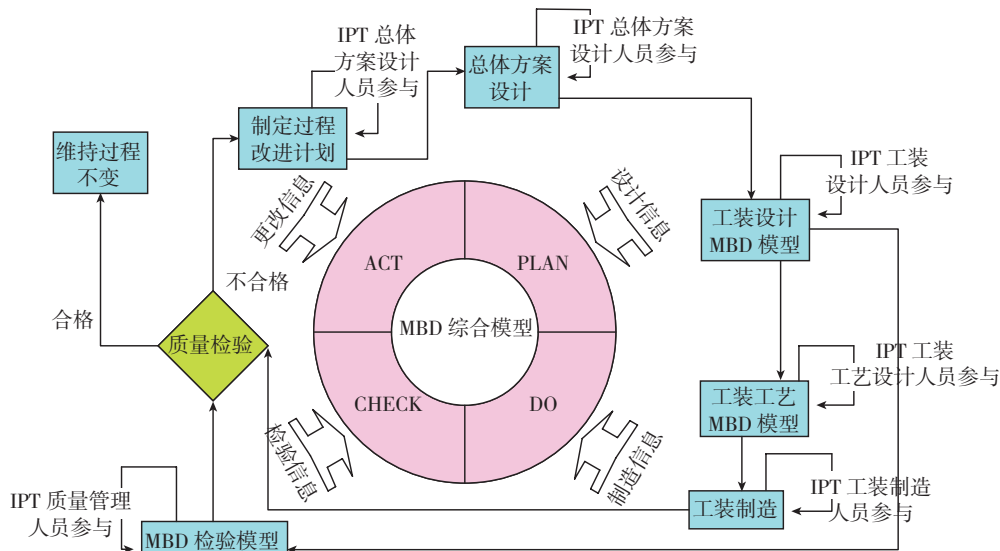 IPT 总体
方案设计
人员参与
IPT 总体方案
设计人员参与
总体方案
设计
制定过程
改进计划
维持过程
不变
IPT 工装
设计人员参与
工装设计
MBD 模型
更改信息
设计信息
ACT
PLAN
不合格
合格
质量检验
MBD 综合模型
IPT 工装
工艺设计人员参与
工装工艺
MBD 模型
CHECK
DO
检验信息
制造信息
IPT 质量管理
人员参与
MBD 检验模型
工装制造
IPT 工装制造
人员参与